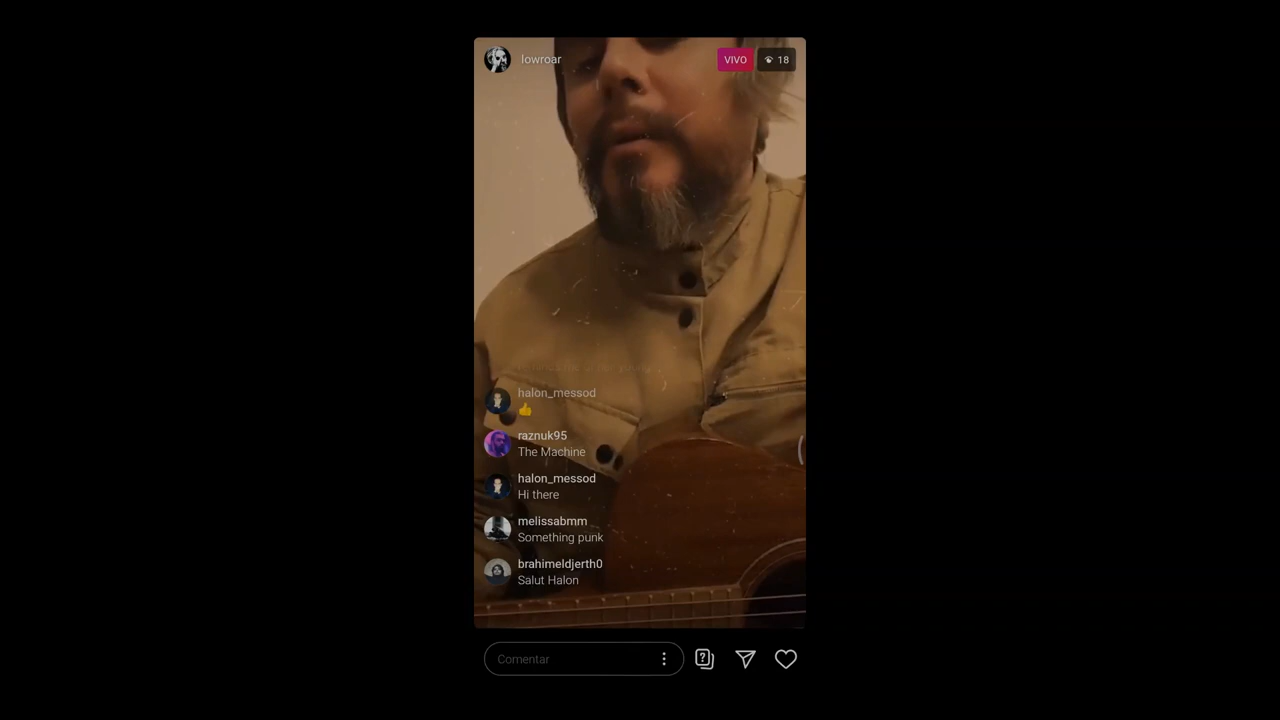 lowroar
VIVO
18
halon_messod
👍
raznuk95
The Machine
halon_messod
Hi there
melissabmm
Something punk
brahimeldjerth0
Salut Halon
Comentar